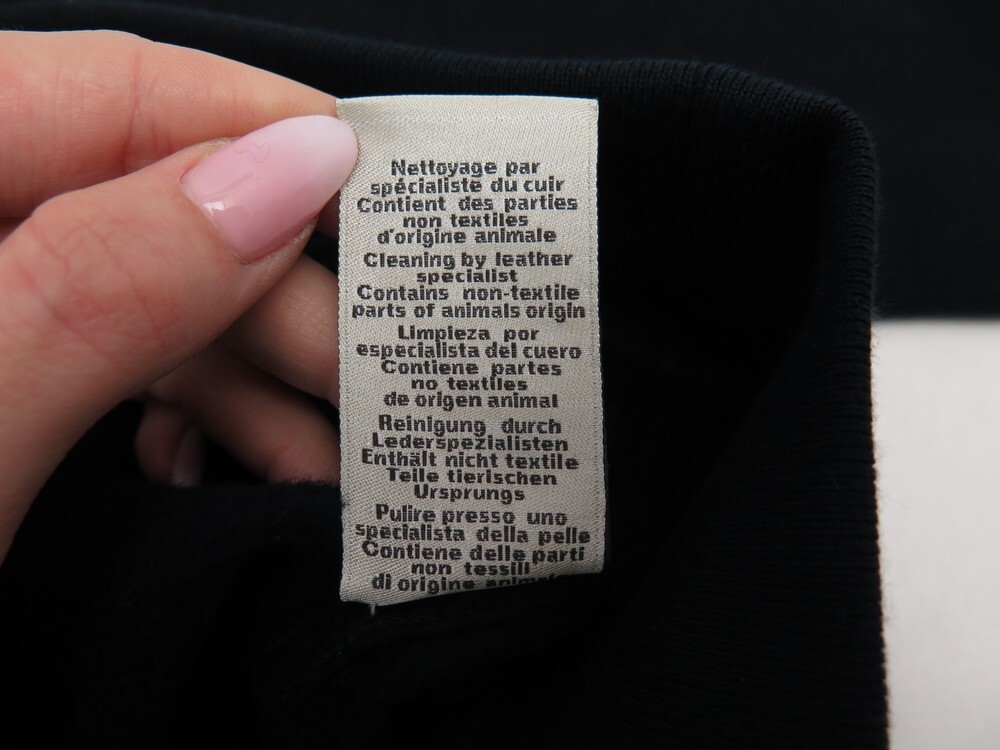 Nettoyage par
spécialiste du cuir
Contient des parties
non textiles
d'origine animale
Cleaning by leather
specialist
Contains non-textile
parts of animals origin
Limpieza por
especialista del cuero
Contiene partes
no textiles
de origen animal
Reinigung durch
Lederspezialisten
Enthält nicht textile
Teile tierischen
Ursprungs
Pulire presso uno
specialista della pelle
Contiene delle parti
non tessili
di origine animale